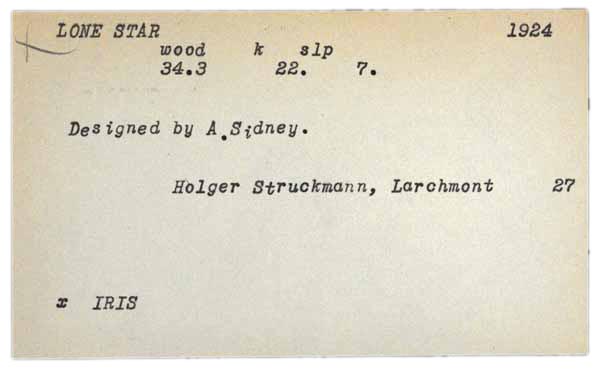 LONE STAR 1924
wood k slp
34.3 22. 7.
Designed by A.Sidney.
Holger Struckmann, Larchmont 27
x IRIS